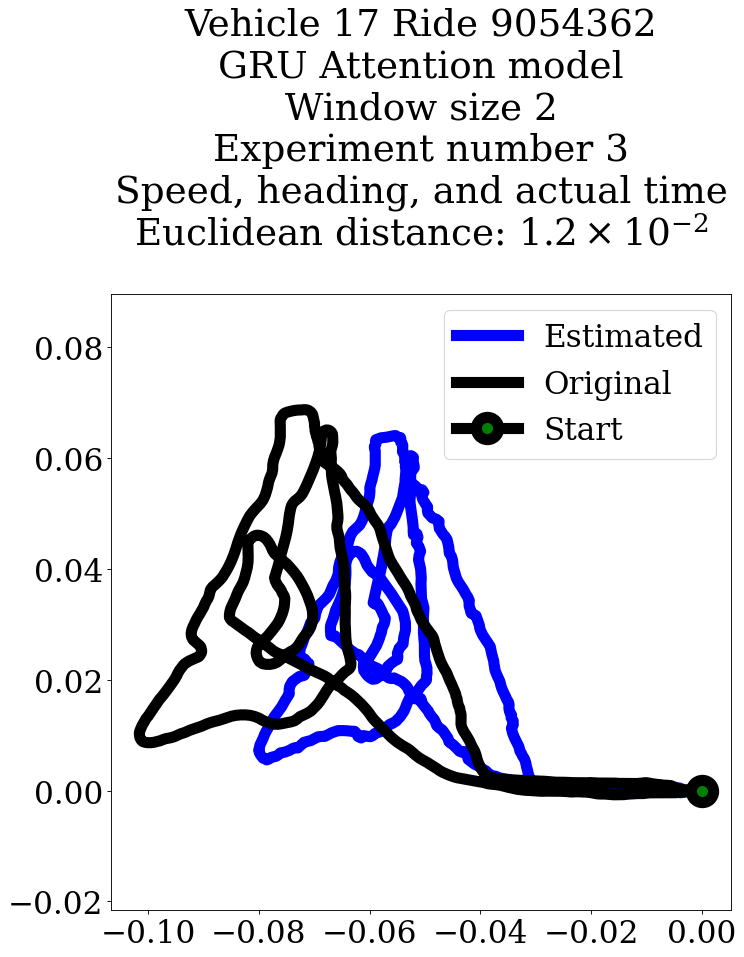 Vehicle 17 Ride 9054362
GRU Attention model
Window size 2
Experiment number 3
Speed, heading, and actual time
Euclidean distance: 1.2 × 10⁻²
Estimated
Original
Start
0.08
0.06
0.04
0.02
0.00
−0.02
−0.10 −0.08 −0.06 −0.04 −0.02 0.00